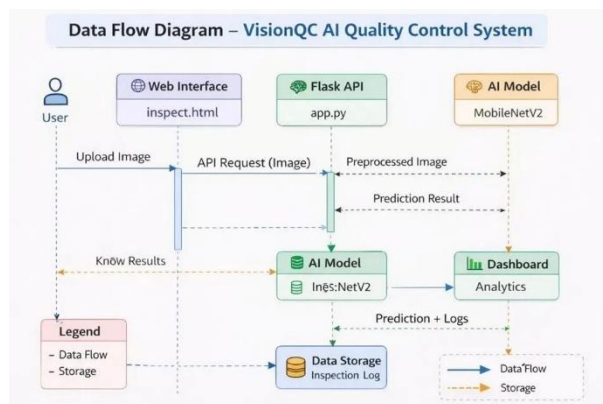 Data Flow Diagram – VisionQC AI Quality Control System
User
Web Interface
inspect.html
Flask API
app.py
AI Model
MobileNetV2
Upload Image
API Request (Image)
Preprocessed Image
Prediction Result
Know Results
AI Model
Inęs:NetV2
Dashboard
Analytics
Prediction + Logs
Legend
– Data Flow
– Storage
Data Storage
Inspection Log
Data Flow
Storage